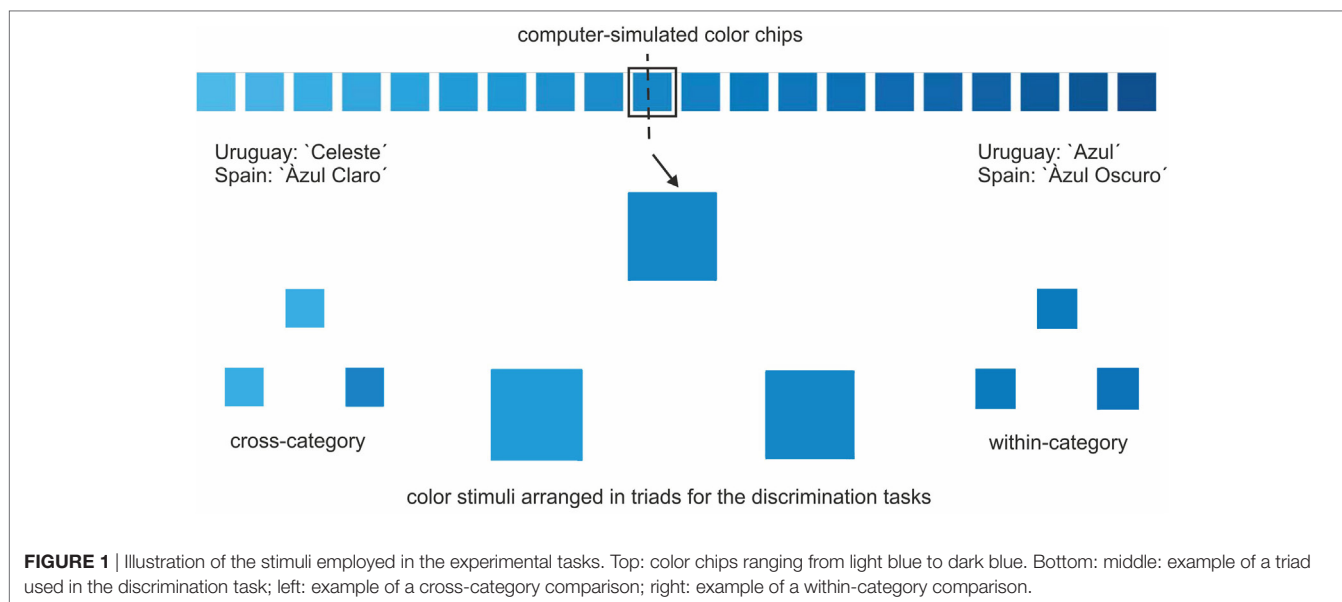 computer-simulated color chips
Uruguay: `Celeste´
Spain: `Àzul Claro´
Uruguay: `Azul´
Spain: `Àzul Oscuro´
cross-category
within-category
color stimuli arranged in triads for the discrimination tasks
FIGURE 1 | Illustration of the stimuli employed in the experimental tasks. Top: color chips ranging from light blue to dark blue. Bottom: middle: example of a triad
used in the discrimination task; left: example of a cross-category comparison; right: example of a within-category comparison.